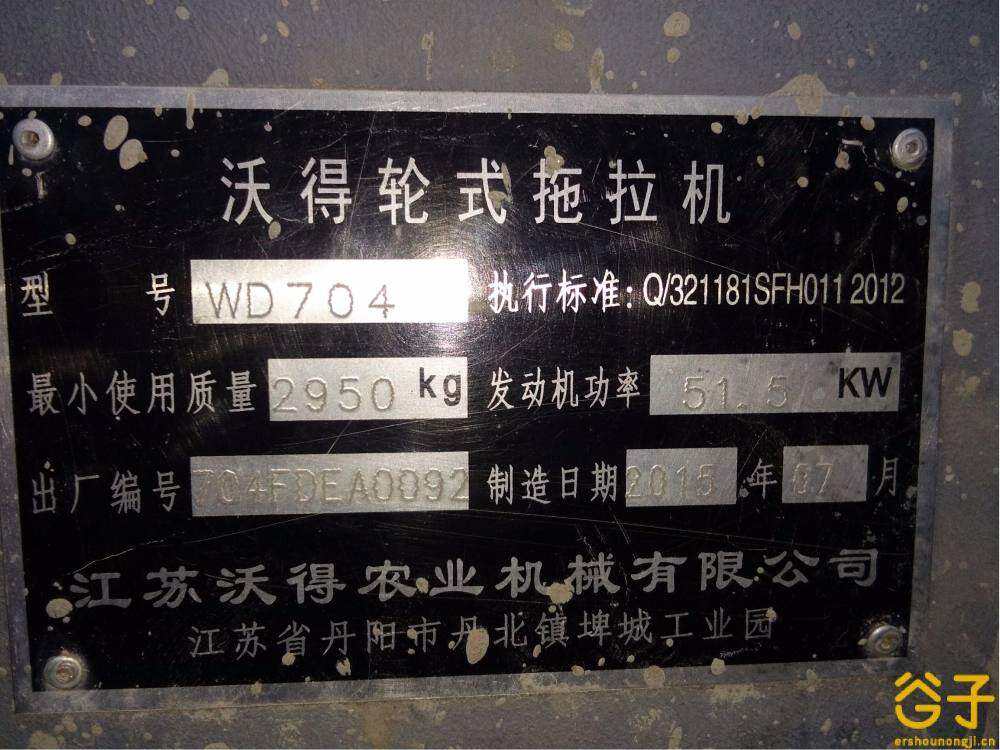 沃得轮式拖拉机
型 号 WD704 执行标准: Q/321181SFH011 2012
最小使用质量 2950 kg 发动机功率 51.5 KW
出厂编号 704FDEA0092 制造日期 2015 年 07 月
江苏沃得农业机械有限公司
江苏省丹阳市丹北镇埤城工业园
谷子
ershounongji.cn